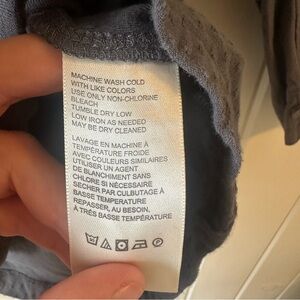 MACHINE WASH COLD
WITH LIKE COLORS
USE ONLY NON-CHLORINE
BLEACH
TUMBLE DRY LOW
LOW IRON AS NEEDED
MAY BE DRY CLEANED
LAVAGE EN MACHINE À
TEMPÉRATURE FROIDE
AVEC COULEURS SIMILAIRES
UTILISER UN AGENT
DE BLANCHIMENT SANS
CHLORE SI NÉCESSAIRE
SECHER PAR CULBUTAGE À
BASSE TEMPERATURE
REPASSER, AU BESOIN,
À TRÈS BASSE TEMPÉRATURE